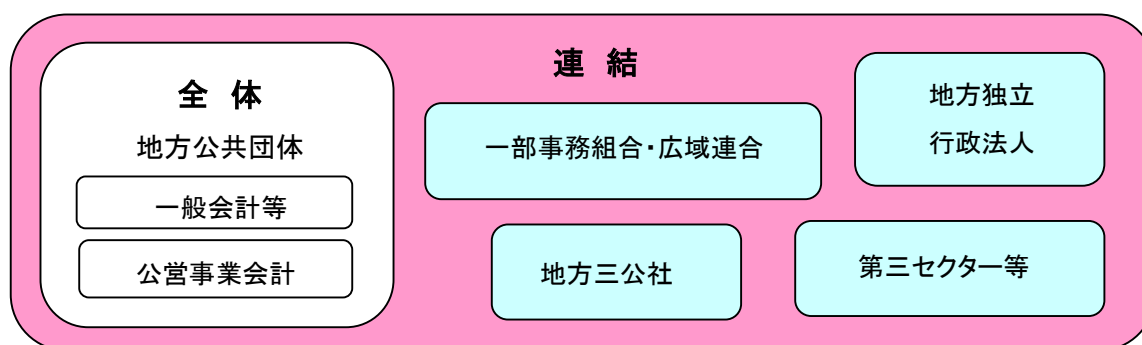 連 結
全 体
地方公共団体
一般会計等
公営事業会計
一部事務組合・広域連合
地方独立
行政法人
地方三公社
第三セクター等